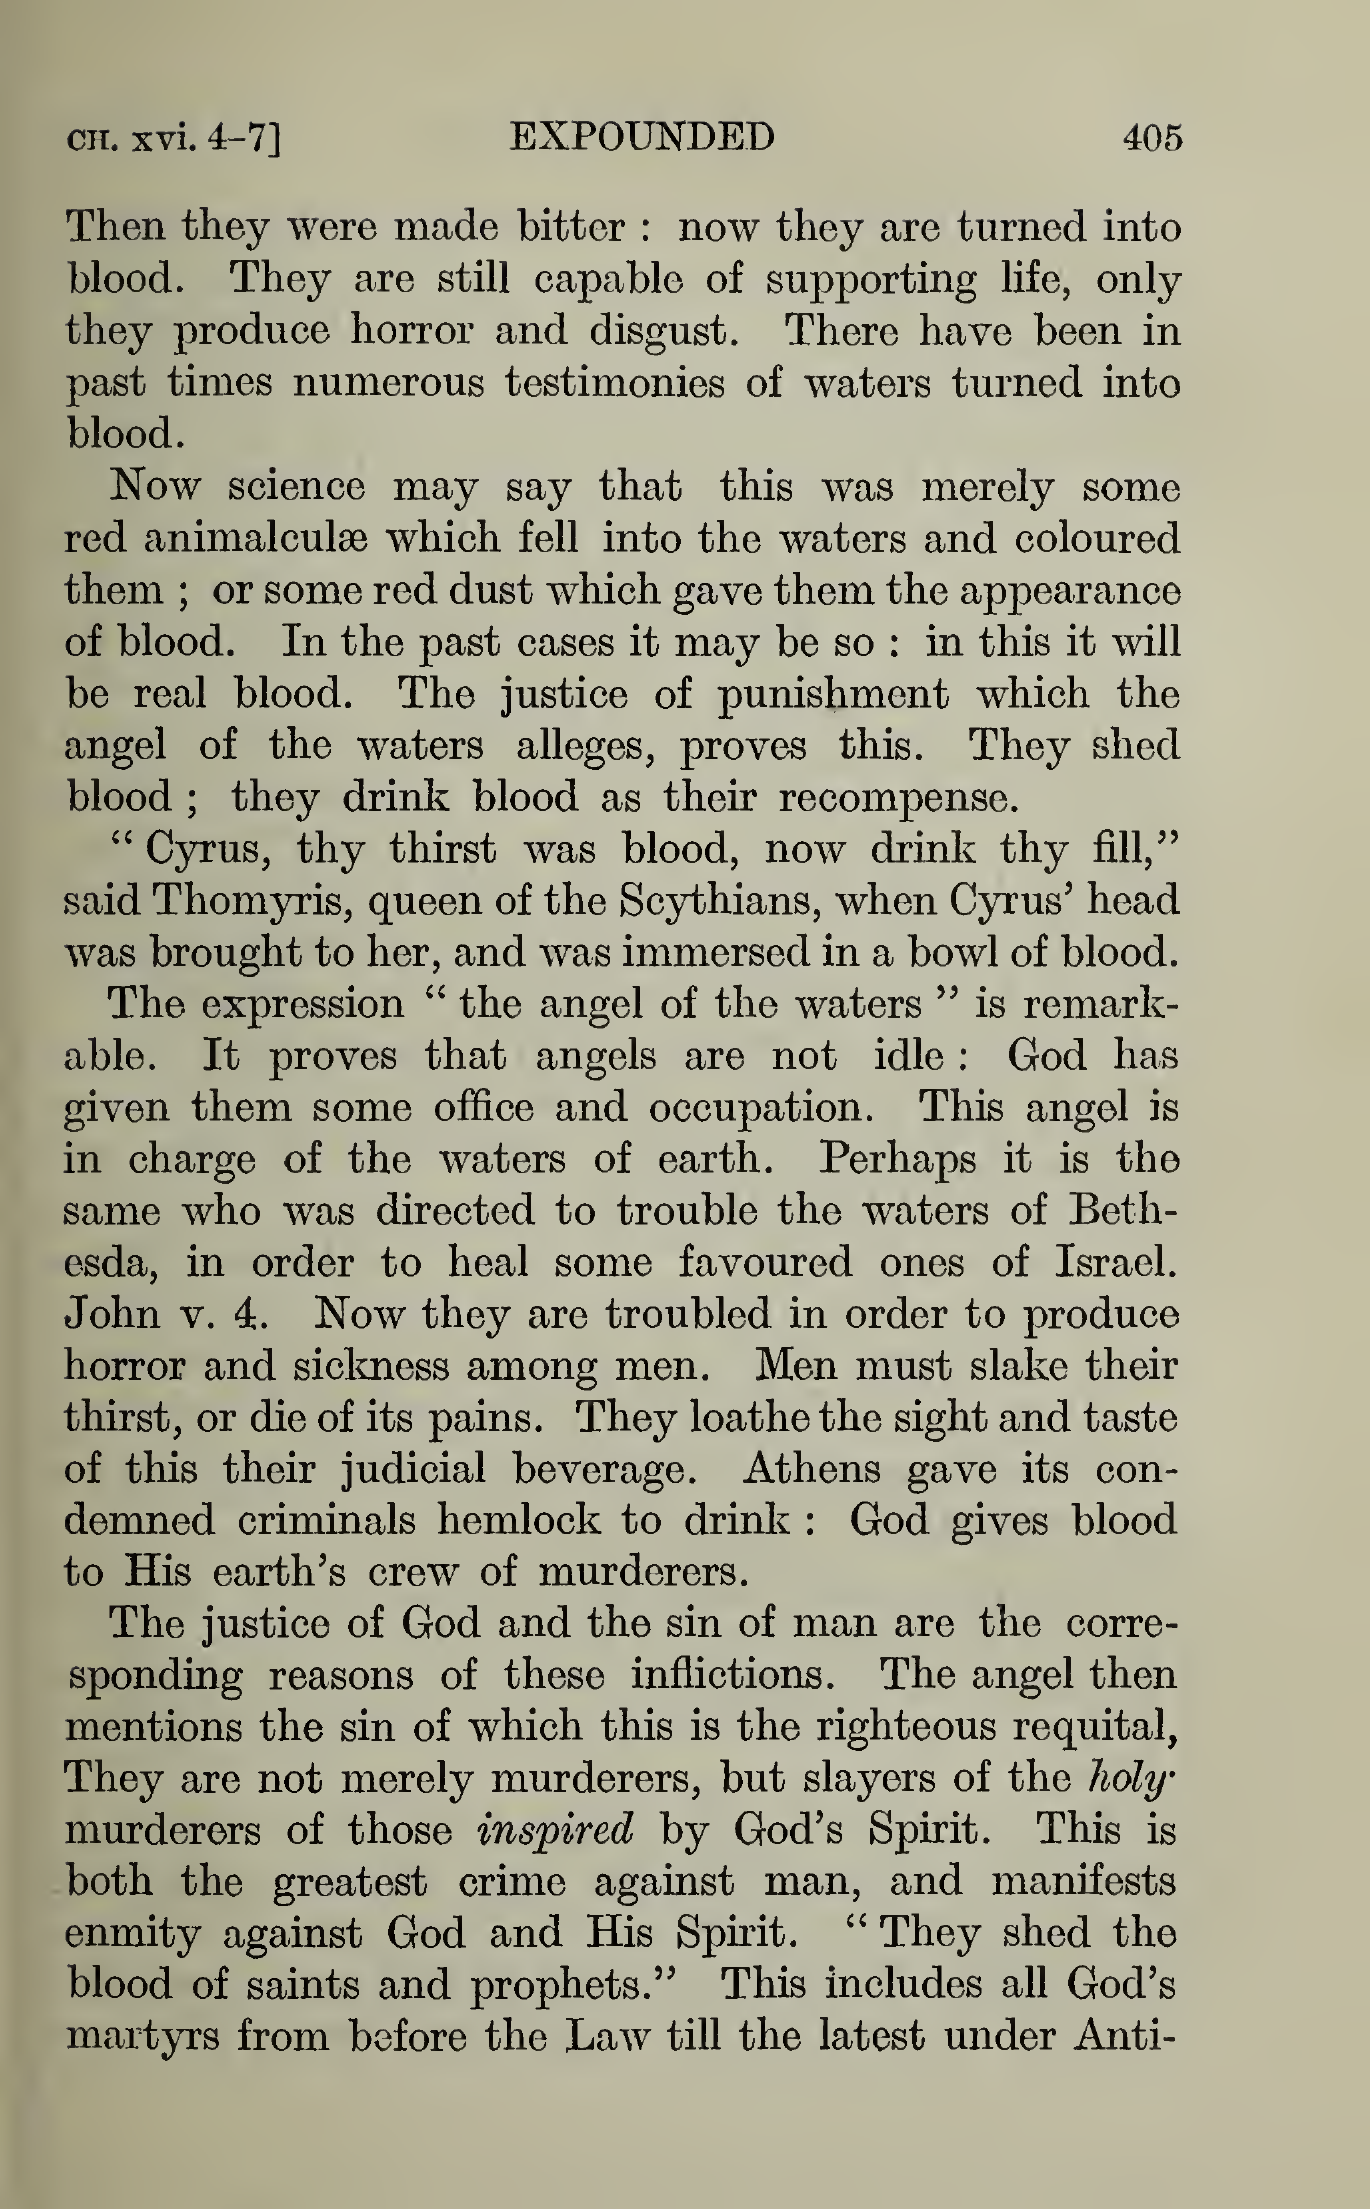 CH. xvi. 4–7] EXPOUNDED 405
Then they were made bitter : now they are turned into
blood. They are still capable of supporting life, only
they produce horror and disgust. There have been in
past times numerous testimonies of waters turned into
blood.
Now science may say that this was merely some
red animalculæ which fell into the waters and coloured
them ; or some red dust which gave them the appearance
of blood. In the past cases it may be so : in this it will
be real blood. The justice of punishment which the
angel of the waters alleges, proves this. They shed
blood ; they drink blood as their recompense.
“ Cyrus, thy thirst was blood, now drink thy fill,”
said Thomyris, queen of the Scythians, when Cyrus’ head
was brought to her, and was immersed in a bowl of blood.
The expression “ the angel of the waters ” is remark-
able. It proves that angels are not idle : God has
given them some office and occupation. This angel is
in charge of the waters of earth. Perhaps it is the
same who was directed to trouble the waters of Beth-
esda, in order to heal some favoured ones of Israel.
John v. 4. Now they are troubled in order to produce
horror and sickness among men. Men must slake their
thirst, or die of its pains. They loathe the sight and taste
of this their judicial beverage. Athens gave its con-
demned criminals hemlock to drink : God gives blood
to His earth’s crew of murderers.
The justice of God and the sin of man are the corre-
sponding reasons of these inflictions. The angel then
mentions the sin of which this is the righteous requital,
They are not merely murderers, but slayers of the holy·
murderers of those inspired by God’s Spirit. This is
both the greatest crime against man, and manifests
enmity against God and His Spirit. “ They shed the
blood of saints and prophets.” This includes all God’s
martyrs from before the Law till the latest under Anti-